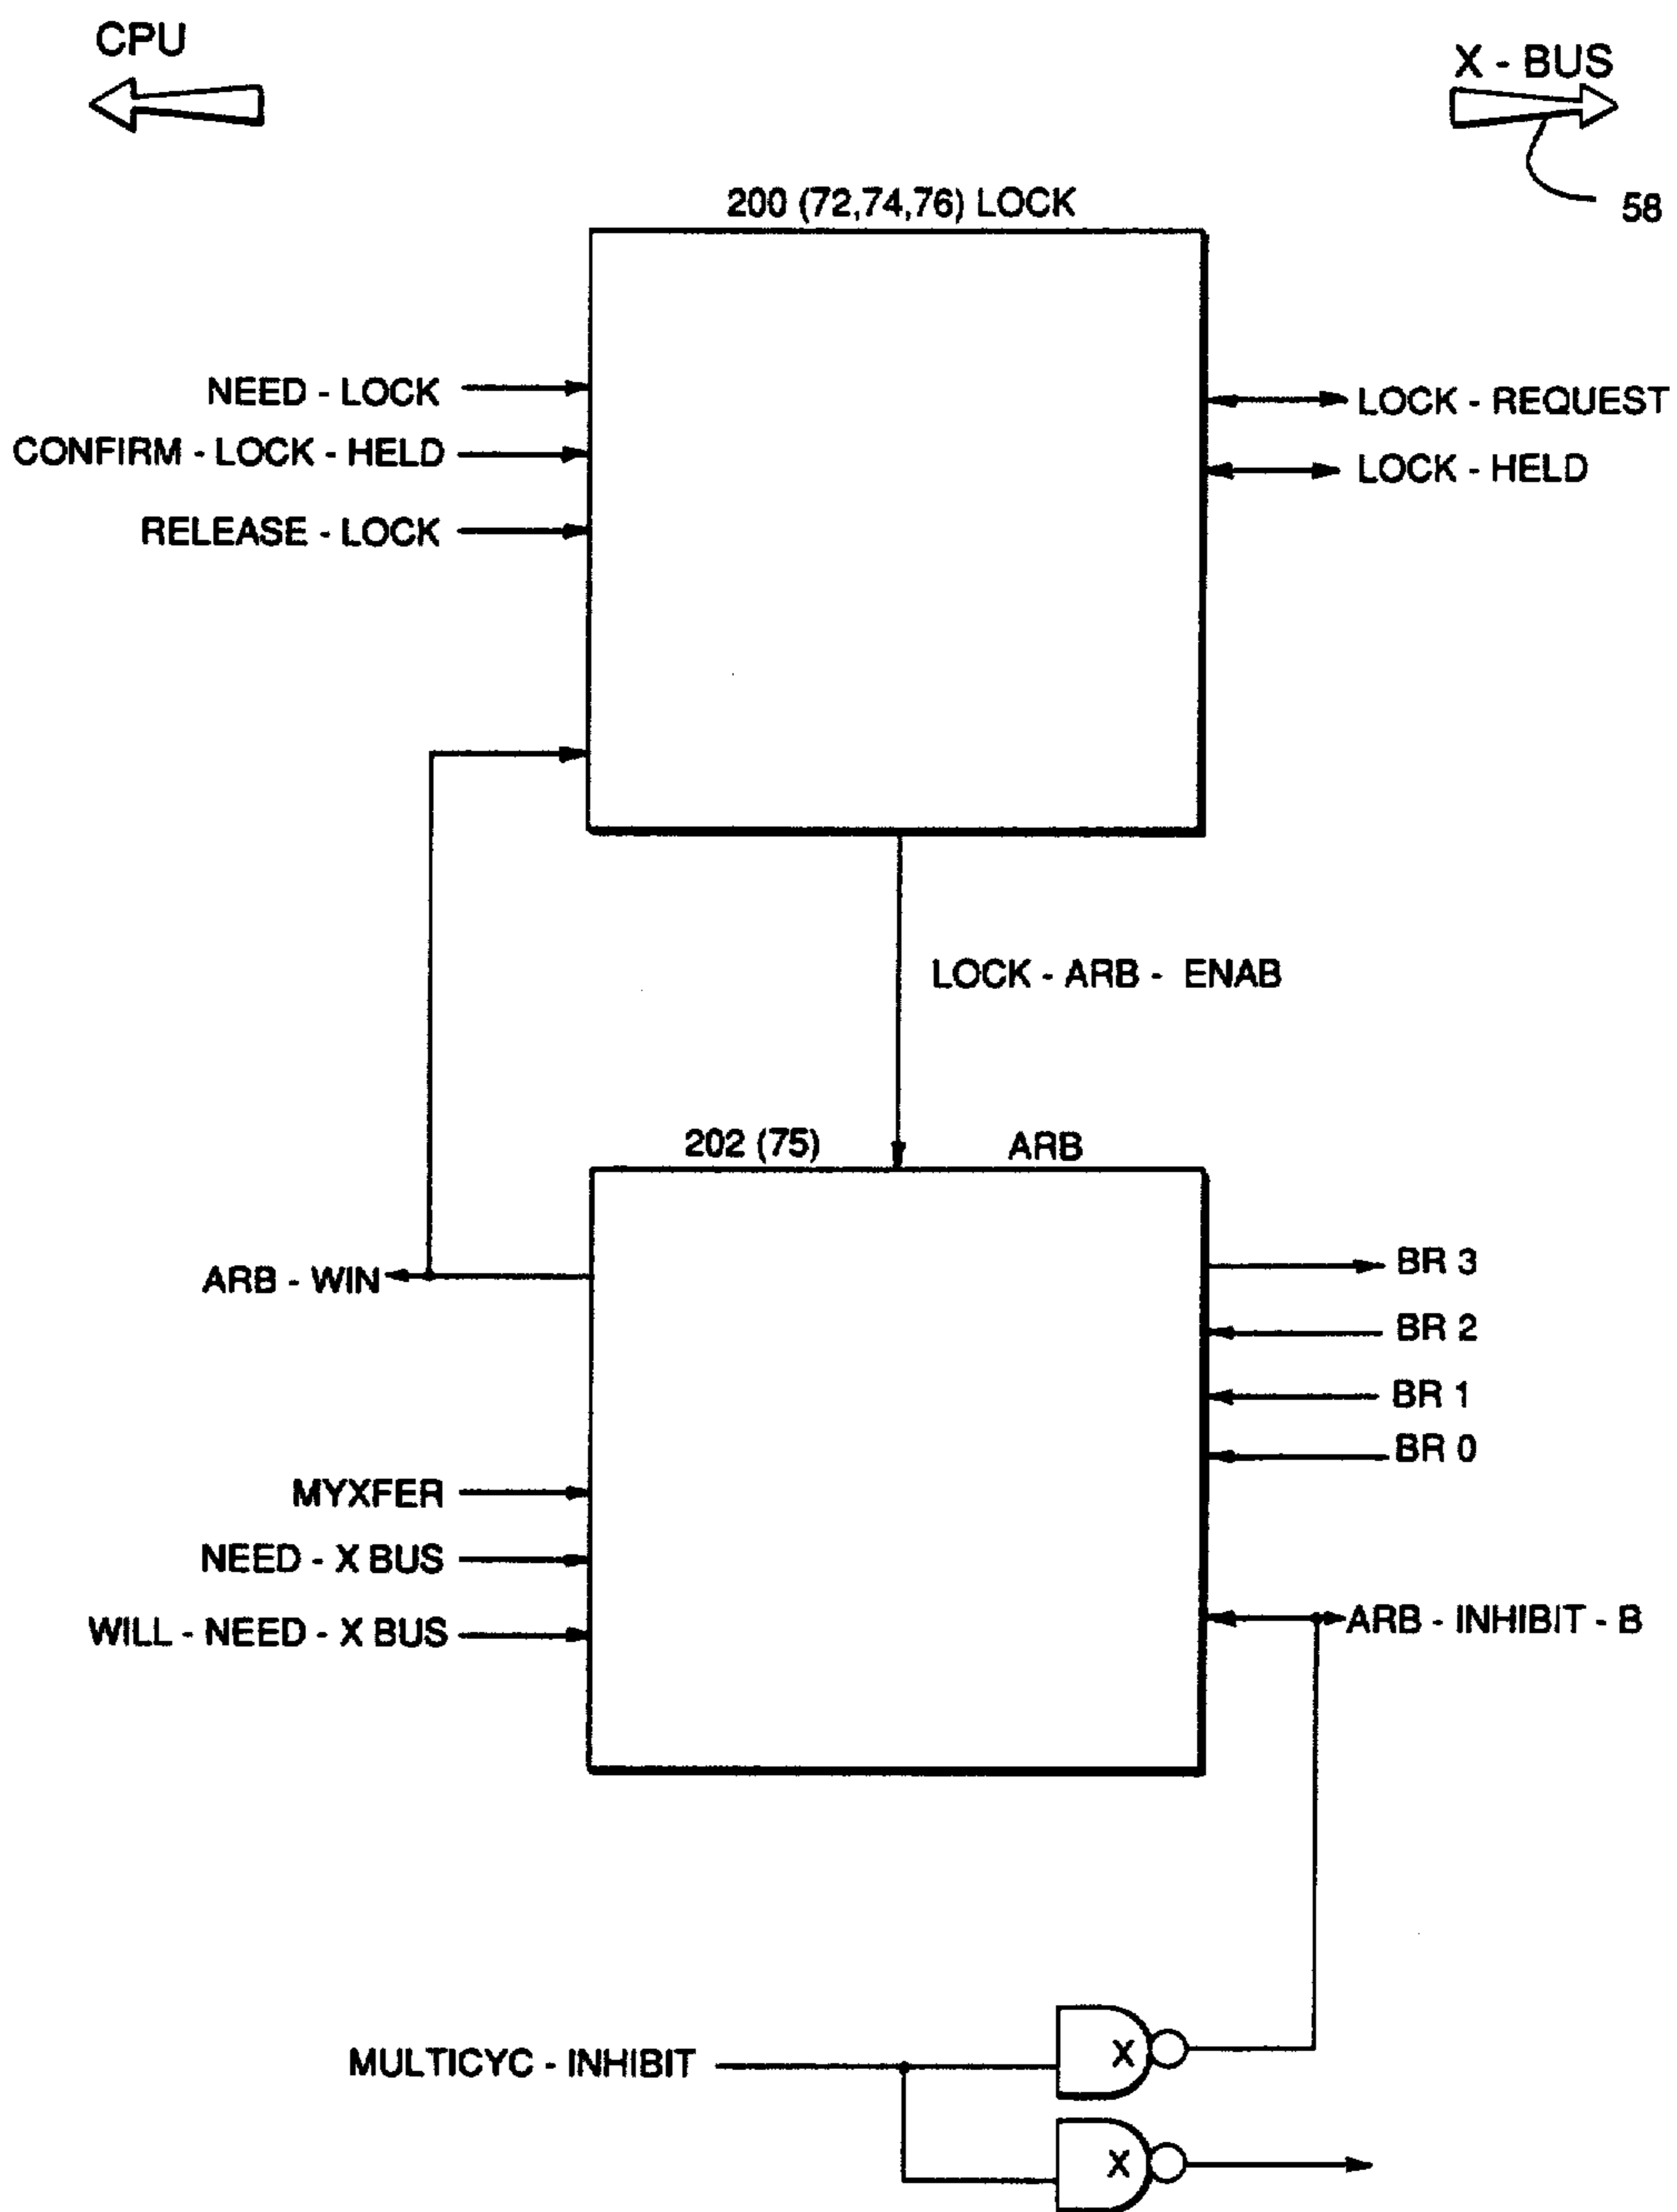 CPU
X - BUS
58
200 (72,74,76) LOCK
NEED - LOCK
LOCK - REQUEST
CONFIRM - LOCK - HELD
LOCK - HELD
RELEASE - LOCK
LOCK - ARB - ENAB
202 (75)
ARB
ARB - WIN
BR 3
BR 2
BR 1
BR 0
MYXFER
NEED - X BUS
WILL - NEED - X BUS
ARB - INHIBIT - B
MULTICYC - INHIBIT
X
X